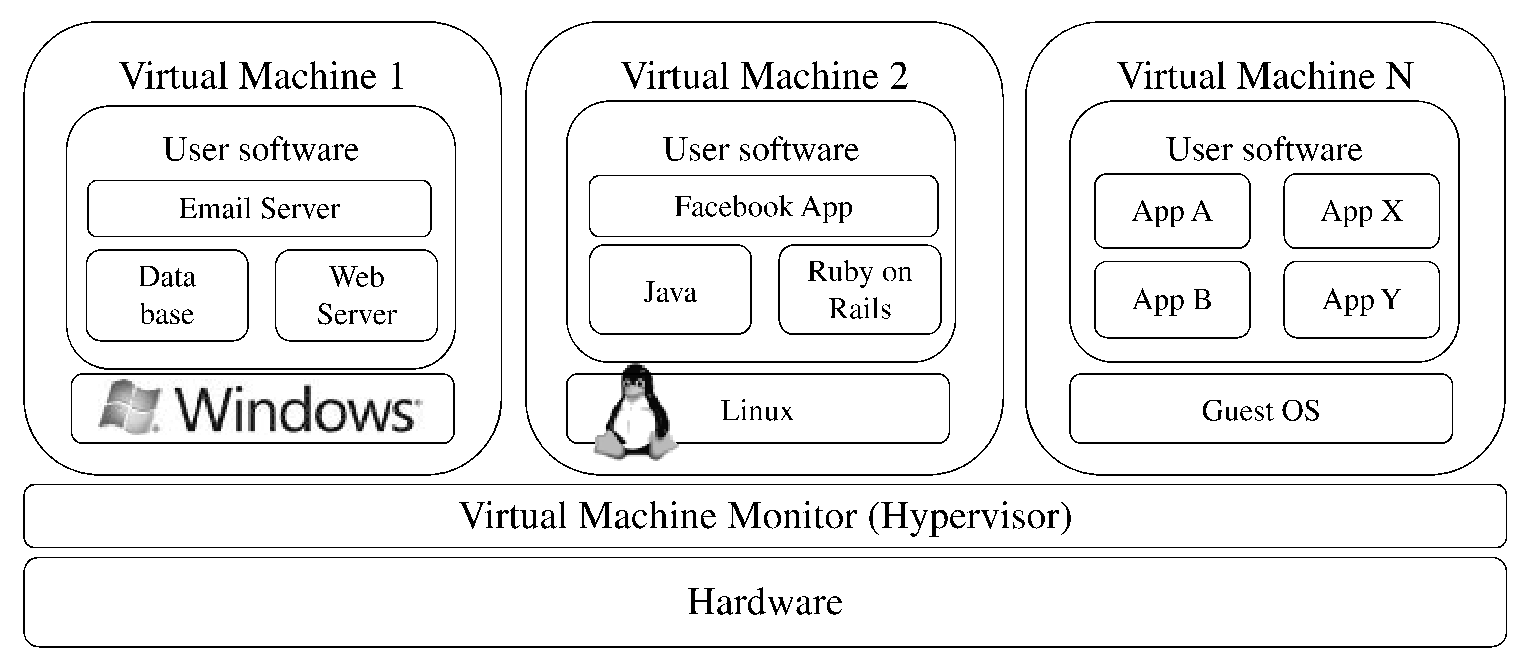 Virtual Machine 1
User software
Email Server
Data
base
Web
Server
Windows
Virtual Machine 2
User software
Facebook App
Java
Ruby on
Rails
Linux
Virtual Machine N
User software
App A
App X
App B
App Y
Guest OS
Virtual Machine Monitor (Hypervisor)
Hardware